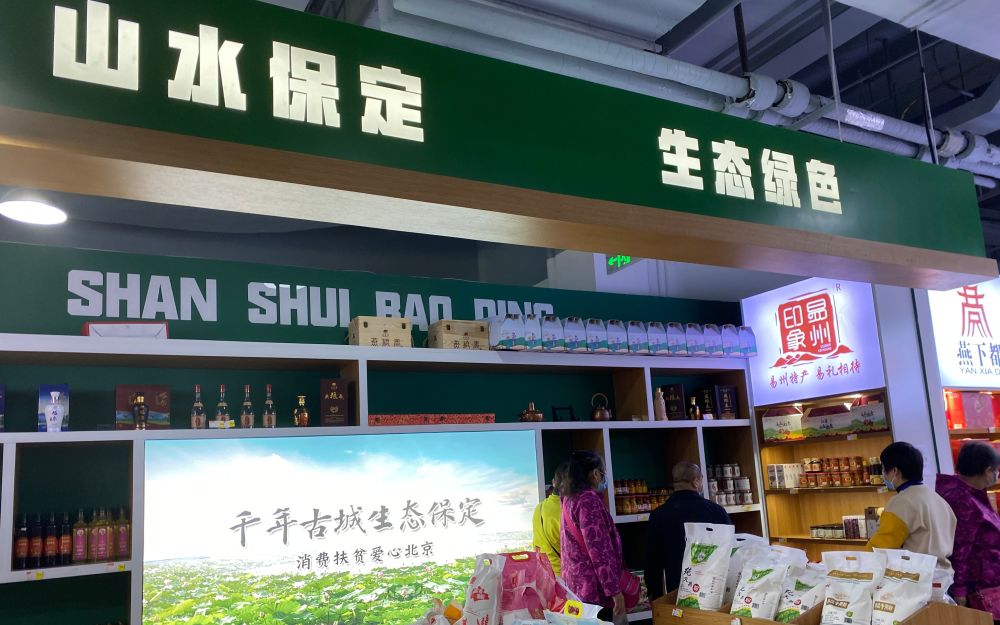 山水保定
生态绿色
SHAN SHUI BAO DING
印象易州
R
易州特产 易礼相待
燕下都
YAN XIA D
千年古城生态保定
消费扶贫爱心北京